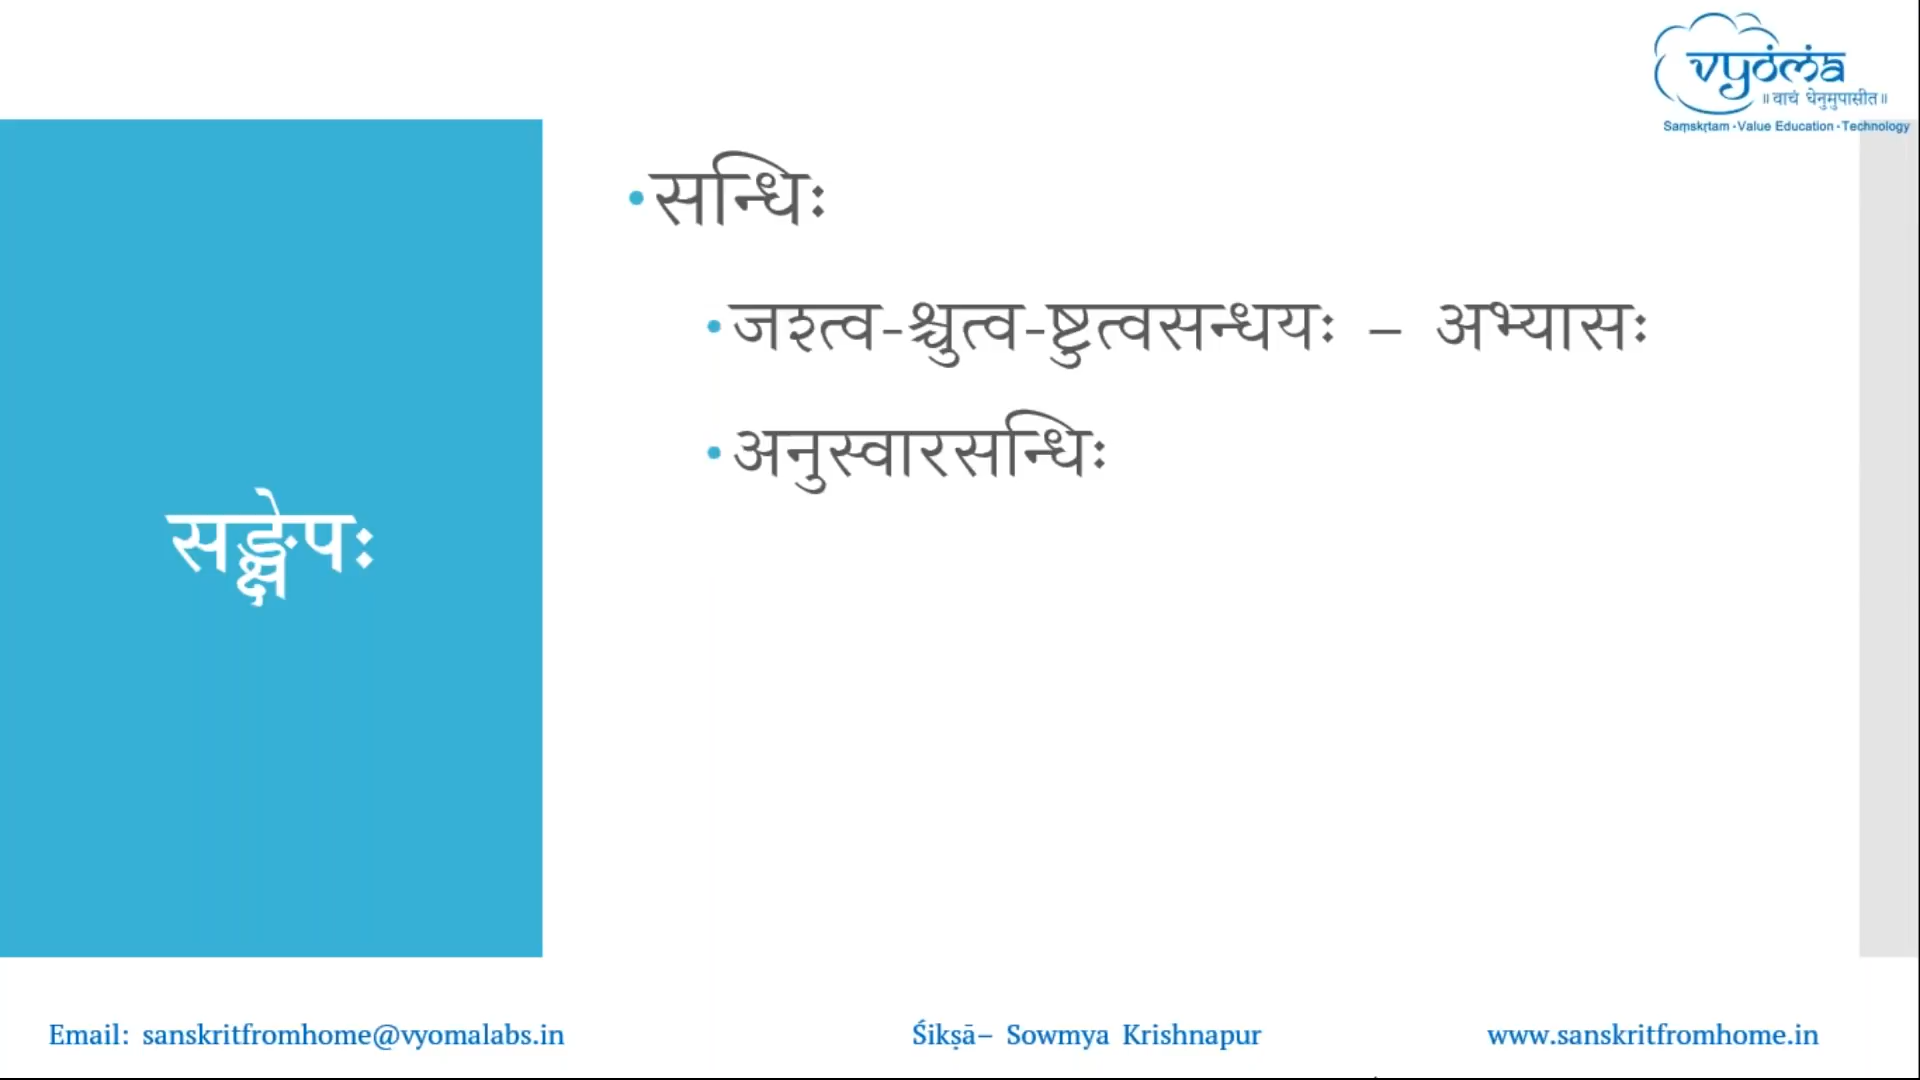 vyoma
॥ वाचं धेनुमुपासीत॥
Saṃskṛtam · Value Education · Technology
•सन्धिः
•जश्त्व-श्चुत्व-ष्टुत्वसन्धयः – अभ्यासः
•अनुस्वारसन्धिः
सङ्क्षेपः
Email: sanskritfromhome@vyomalabs.in
Śikṣā– Sowmya Krishnapur
www.sanskritfromhome.in